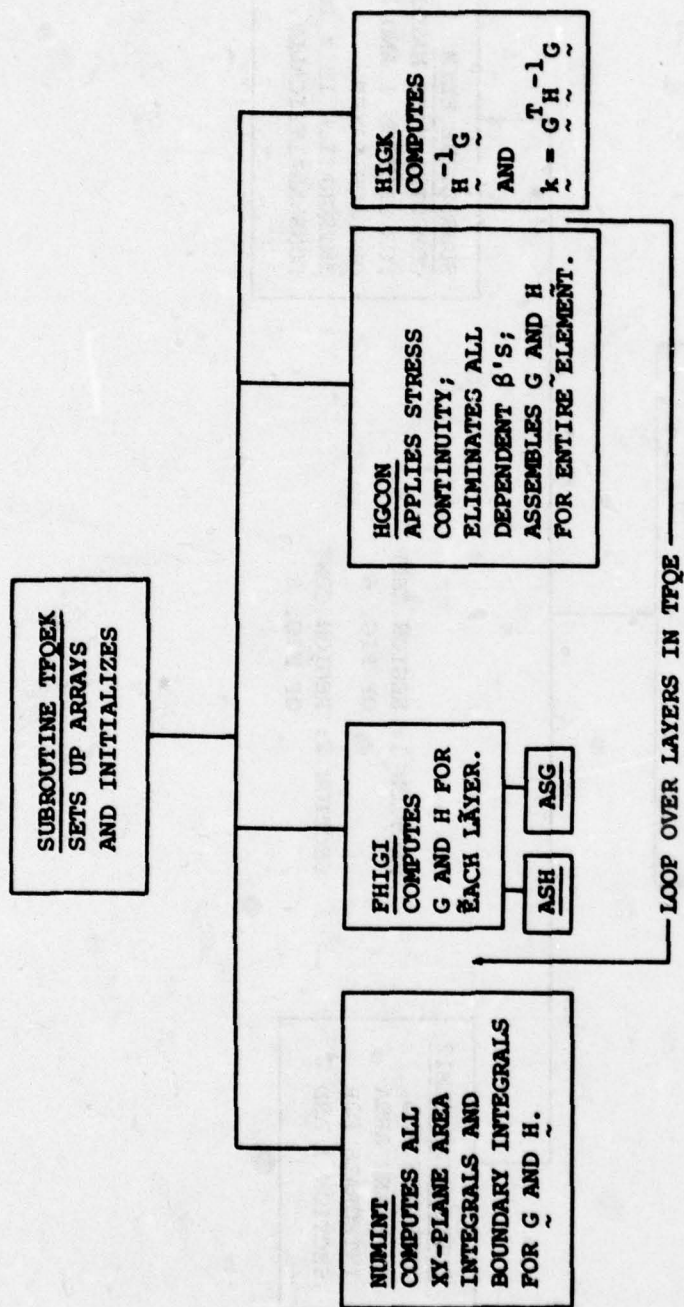 SUBROUTINE TPQEK
SETS UP ARRAYS
AND INITIALIZES
NUMINT
COMPUTES ALL
XY-PLANE AREA
INTEGRALS AND
BOUNDARY INTEGRALS
FOR G AND H.
PHIGI
COMPUTES
G AND H FOR
EACH LAYER.
ASH
ASG
HGCON
APPLIES STRESS
CONTINUITY;
ELIMINATES ALL
DEPENDENT β'S;
ASSEMBLES G AND H
FOR ENTIRE ELEMENT.
HIGK
COMPUTES
H⁻¹G
AND
k = GᵀH⁻¹G
LOOP OVER LAYERS IN TPQE